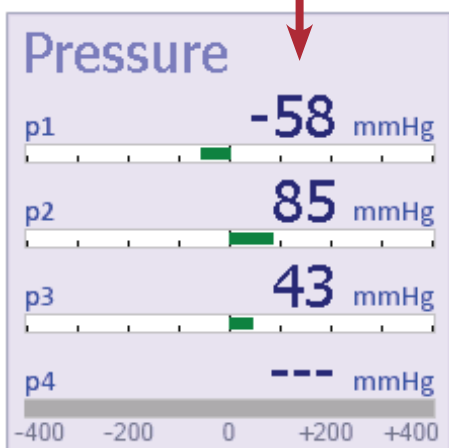 Pressure
p1 -58 mmHg
p2 85 mmHg
p3 43 mmHg
p4 --- mmHg
-400 -200 0 +200 +400